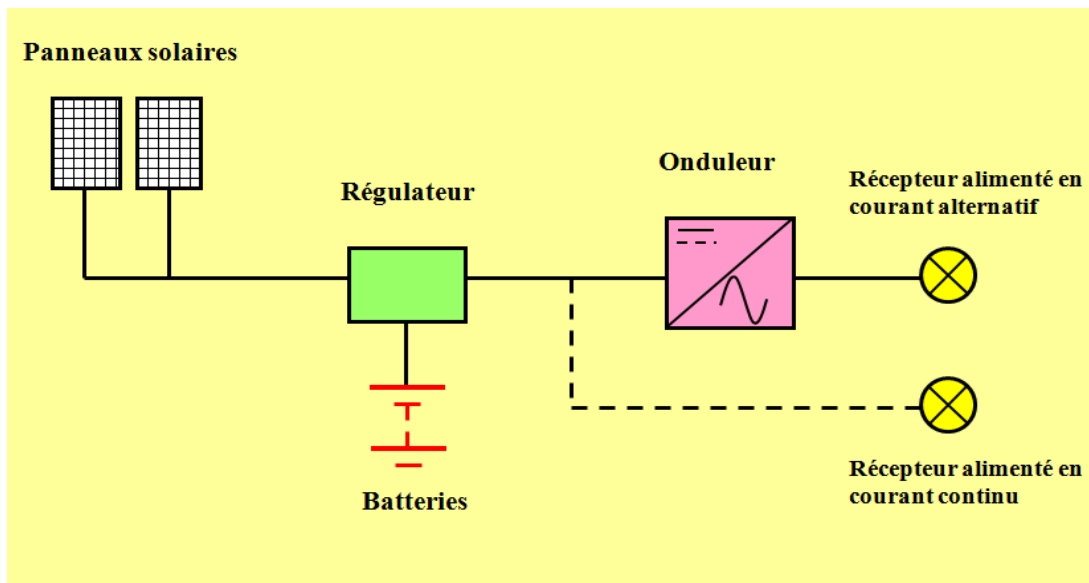 Panneaux solaires
Onduleur
Régulateur
Récepteur alimenté en
courant alternatif
Batteries
Récepteur alimenté en
courant continu